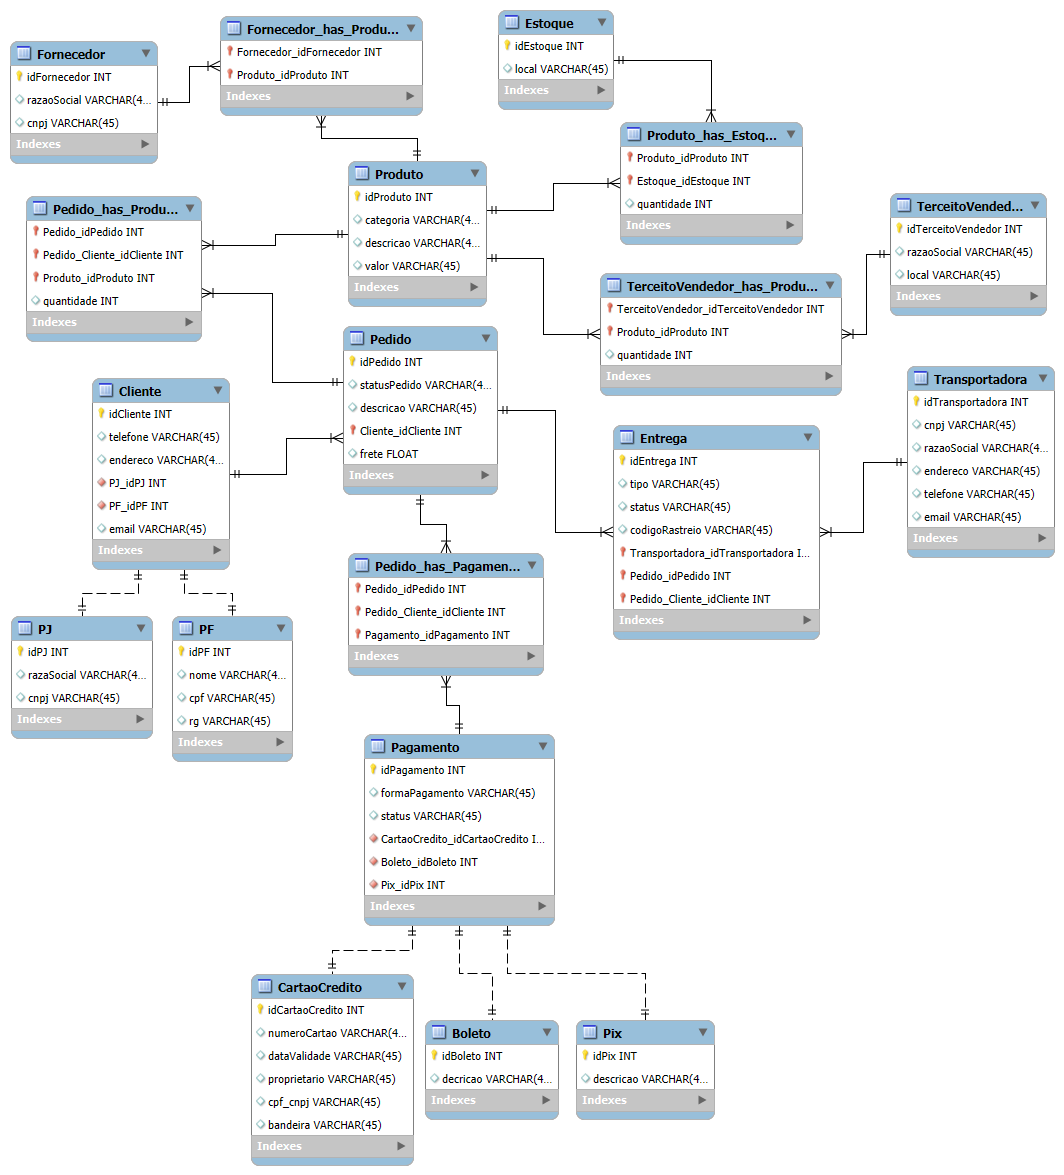 Fornecedor
idFornecedor INT
razaoSocial VARCHAR(4...
cnpj VARCHAR(45)
Indexes
Fornecedor_has_Produ...
Fornecedor_idFornecedor INT
Produto_idProduto INT
Indexes
Estoque
idEstoque INT
local VARCHAR(45)
Indexes
Produto_has_Estoq...
Produto_idProduto INT
Estoque_idEstoque INT
quantidade INT
Indexes
Produto
idProduto INT
categoria VARCHAR(4...
descricao VARCHAR(4...
valor VARCHAR(45)
Indexes
Pedido_has_Produ...
Pedido_idPedido INT
Pedido_Cliente_idCliente INT
Produto_idProduto INT
quantidade INT
Indexes
TerceitoVended...
idTerceitoVendedor INT
razaoSocial VARCHAR(45)
local VARCHAR(45)
Indexes
TerceitoVendedor_has_Produ...
TerceitoVendedor_idTerceitoVendedor INT
Produto_idProduto INT
quantidade INT
Indexes
Pedido
idPedido INT
statusPedido VARCHAR(4...
descricao VARCHAR(45)
Cliente_idCliente INT
frete FLOAT
Indexes
Cliente
idCliente INT
telefone VARCHAR(45)
endereco VARCHAR(4...
PJ_idPJ INT
PF_idPF INT
email VARCHAR(45)
Indexes
Transportadora
idTransportadora INT
cnpj VARCHAR(45)
razaoSocial VARCHAR(45)
endereco VARCHAR(45)
telefone VARCHAR(45)
email VARCHAR(45)
Indexes
Entrega
idEntrega INT
tipo VARCHAR(45)
status VARCHAR(45)
codigoRastreio VARCHAR(45)
Transportadora_idTransportadora I...
Pedido_idPedido INT
Pedido_Cliente_idCliente INT
Indexes
Pedido_has_Pagamen...
Pedido_idPedido INT
Pedido_Cliente_idCliente INT
Pagamento_idPagamento INT
Indexes
PJ
idPJ INT
razaSocial VARCHAR(4...
cnpj VARCHAR(45)
Indexes
PF
idPF INT
nome VARCHAR(4...
cpf VARCHAR(45)
rg VARCHAR(45)
Indexes
Pagamento
idPagamento INT
formaPagamento VARCHAR(45)
status VARCHAR(45)
CartaoCredito_idCartaoCredito I...
Boleto_idBoleto INT
Pix_idPix INT
Indexes
CartaoCredito
idCartaoCredito INT
numeroCartao VARCHAR(4...
dataValidade VARCHAR(45)
proprietario VARCHAR(45)
cpf_cnpj VARCHAR(45)
bandeira VARCHAR(45)
Indexes
Boleto
idBoleto INT
decricao VARCHAR(4...
Indexes
Pix
idPix INT
descricao VARCHAR(4...
Indexes